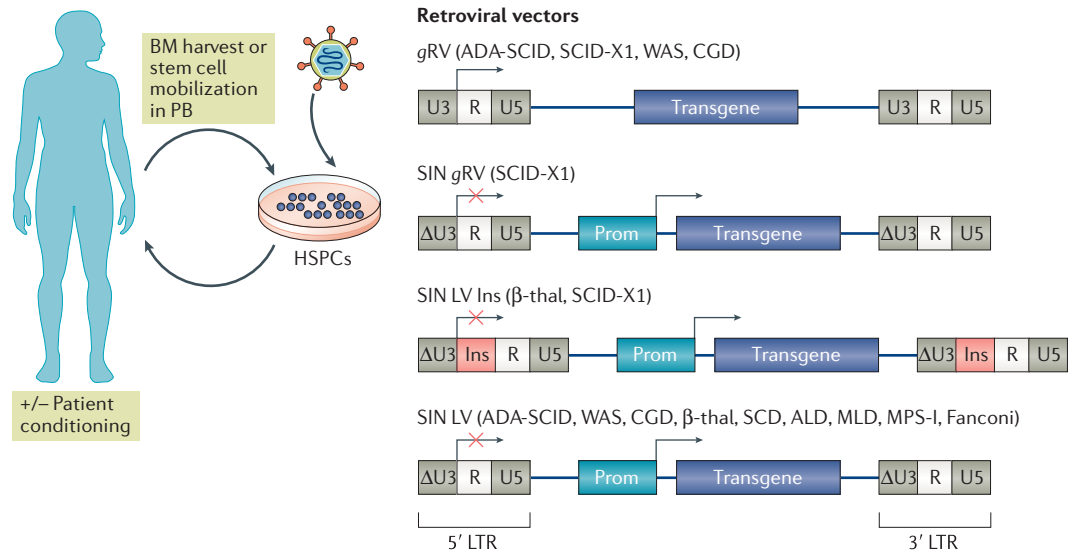 BM harvest or
stem cell
mobilization
in PB
HSPCs
+/– Patient
conditioning
Retroviral vectors
gRV (ADA-SCID, SCID-X1, WAS, CGD)
U3 R U5 Transgene U3 R U5
SIN gRV (SCID-X1)
ΔU3 R U5 Prom Transgene ΔU3 R U5
SIN LV Ins (β-thal, SCID-X1)
ΔU3 Ins R U5 Prom Transgene ΔU3 Ins R U5
SIN LV (ADA-SCID, WAS, CGD, β-thal, SCD, ALD, MLD, MPS-I, Fanconi)
ΔU3 R U5 Prom Transgene ΔU3 R U5
5′ LTR 3′ LTR